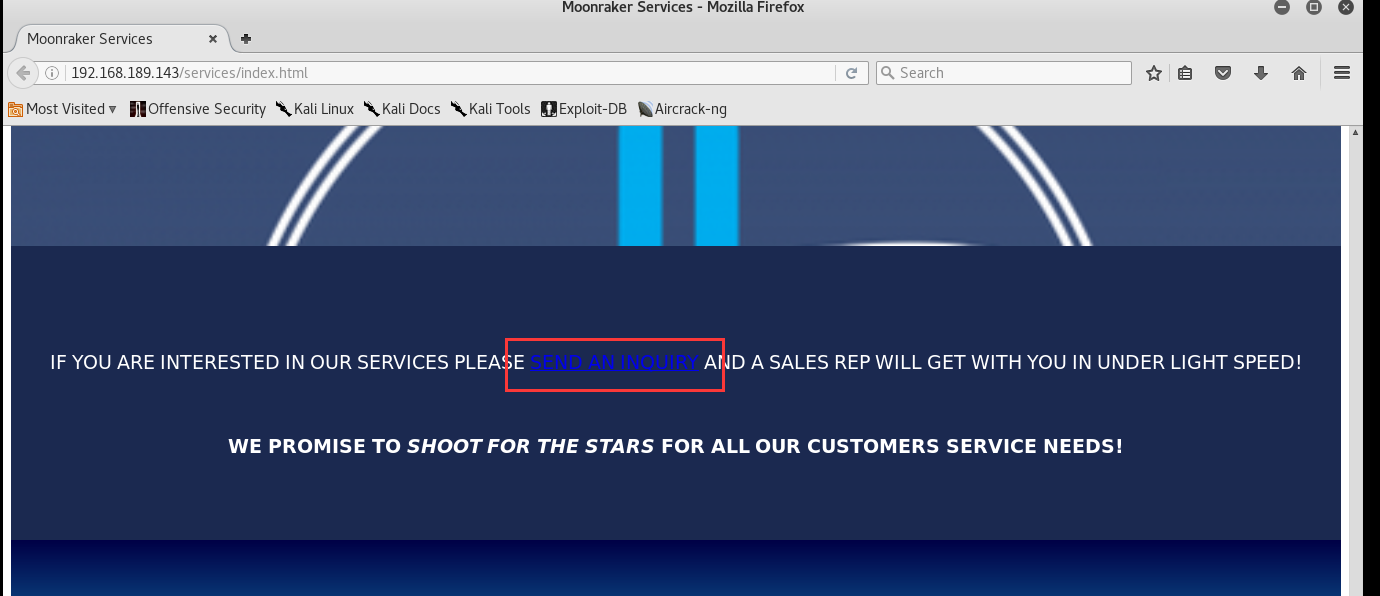 Moonraker Services - Mozilla Firefox
Moonraker Services
192.168.189.143/services/index.html
Search
Most Visited
Offensive Security
Kali Linux
Kali Docs
Kali Tools
Exploit-DB
Aircrack-ng
IF YOU ARE INTERESTED IN OUR SERVICES PLEASE SEND AN INQUIRY AND A SALES REP WILL GET WITH YOU IN UNDER LIGHT SPEED!
WE PROMISE TO SHOOT FOR THE STARS FOR ALL OUR CUSTOMERS SERVICE NEEDS!